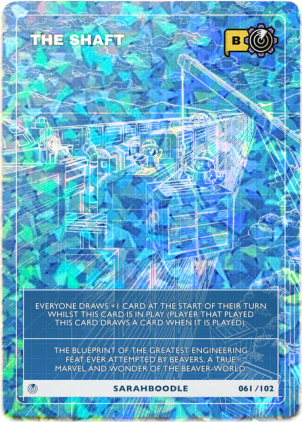 THE SHAFT
B
EVERYONE DRAWS +1 CARD AT THE START OF THEIR TURN
WHILST THIS CARD IS IN PLAY (PLAYER THAT PLAYED
THIS CARD DRAWS A CARD WHEN IT IS PLAYED)
THE BLUEPRINT OF THE GREATEST ENGINEERING
FEAT EVER ATTEMPTED BY BEAVERS, A TRUE
MARVEL AND WONDER OF THE BEAVER-WORLD.
SARAHBOODLE
061 /102